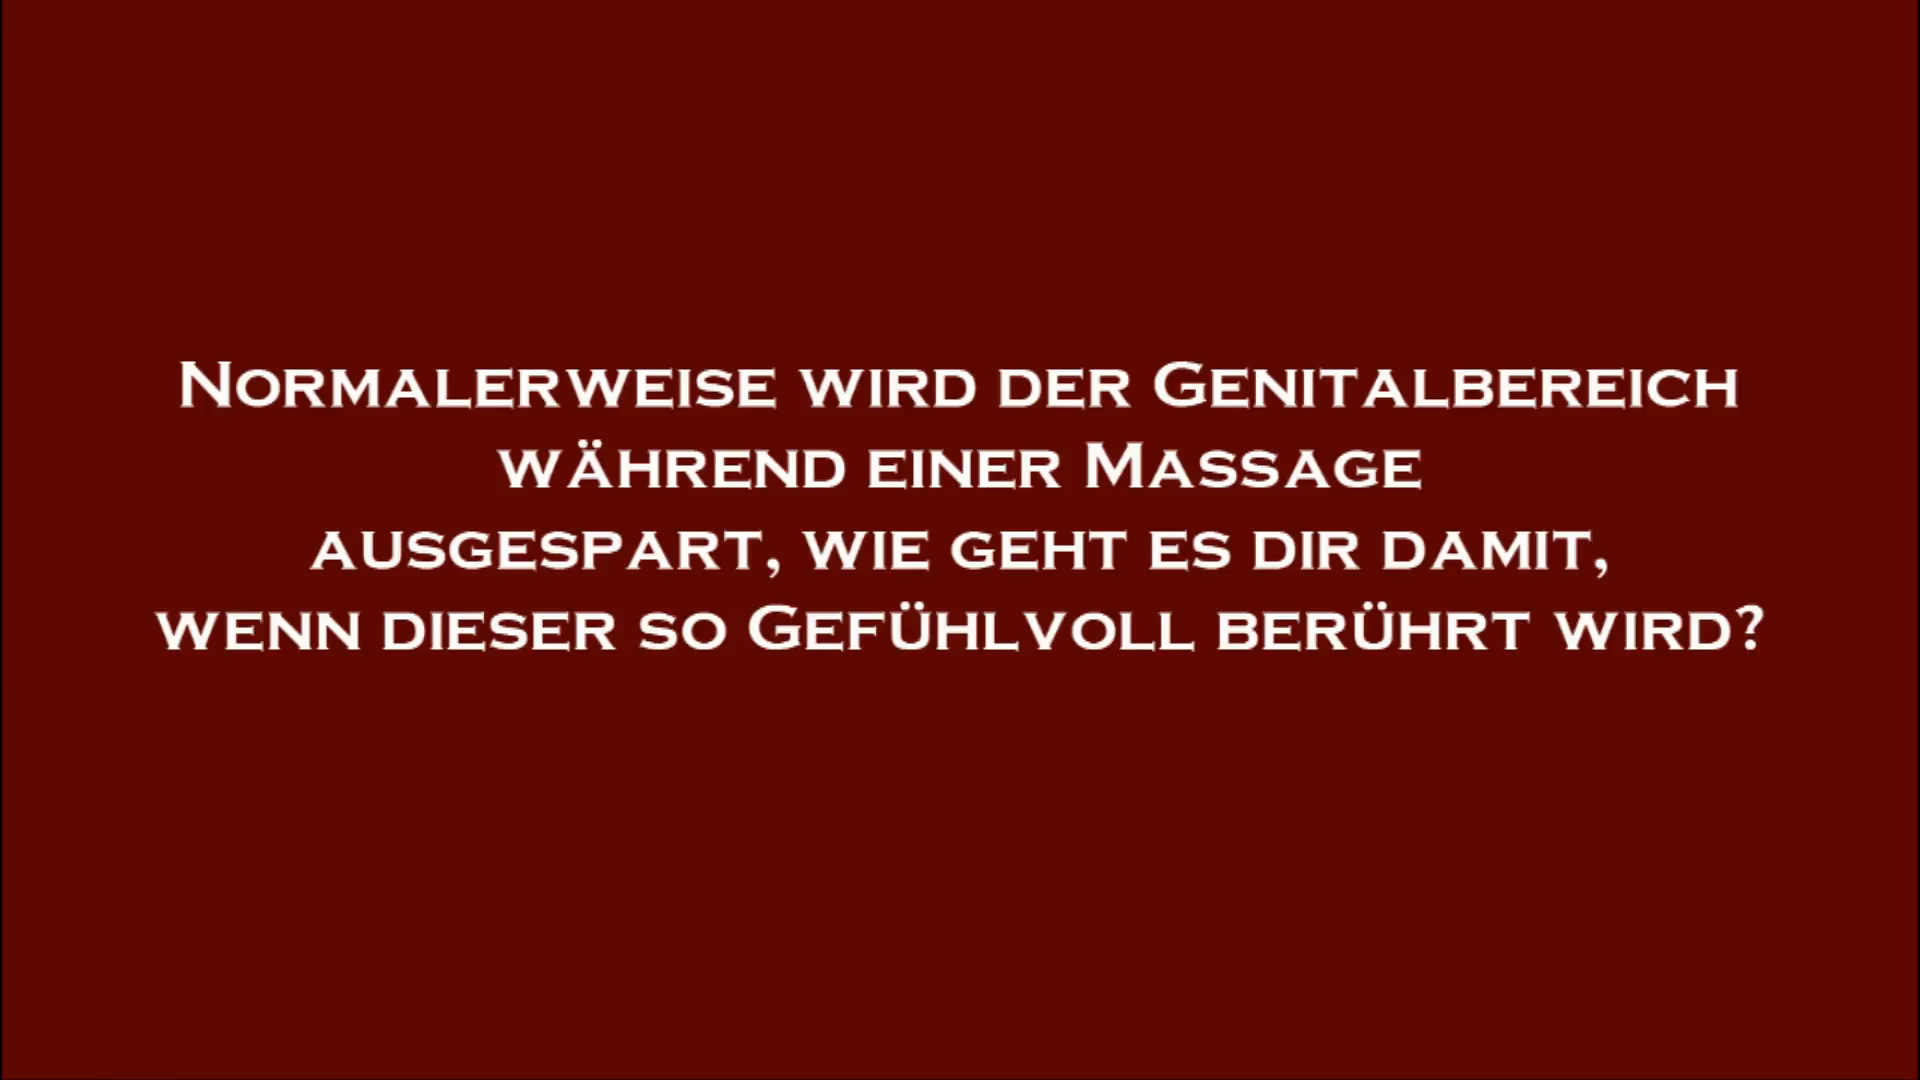 Normalerweise wird der Genitalbereich
während einer Massage
ausgespart, wie geht es dir damit,
wenn dieser so Gefühlvoll berührt wird?